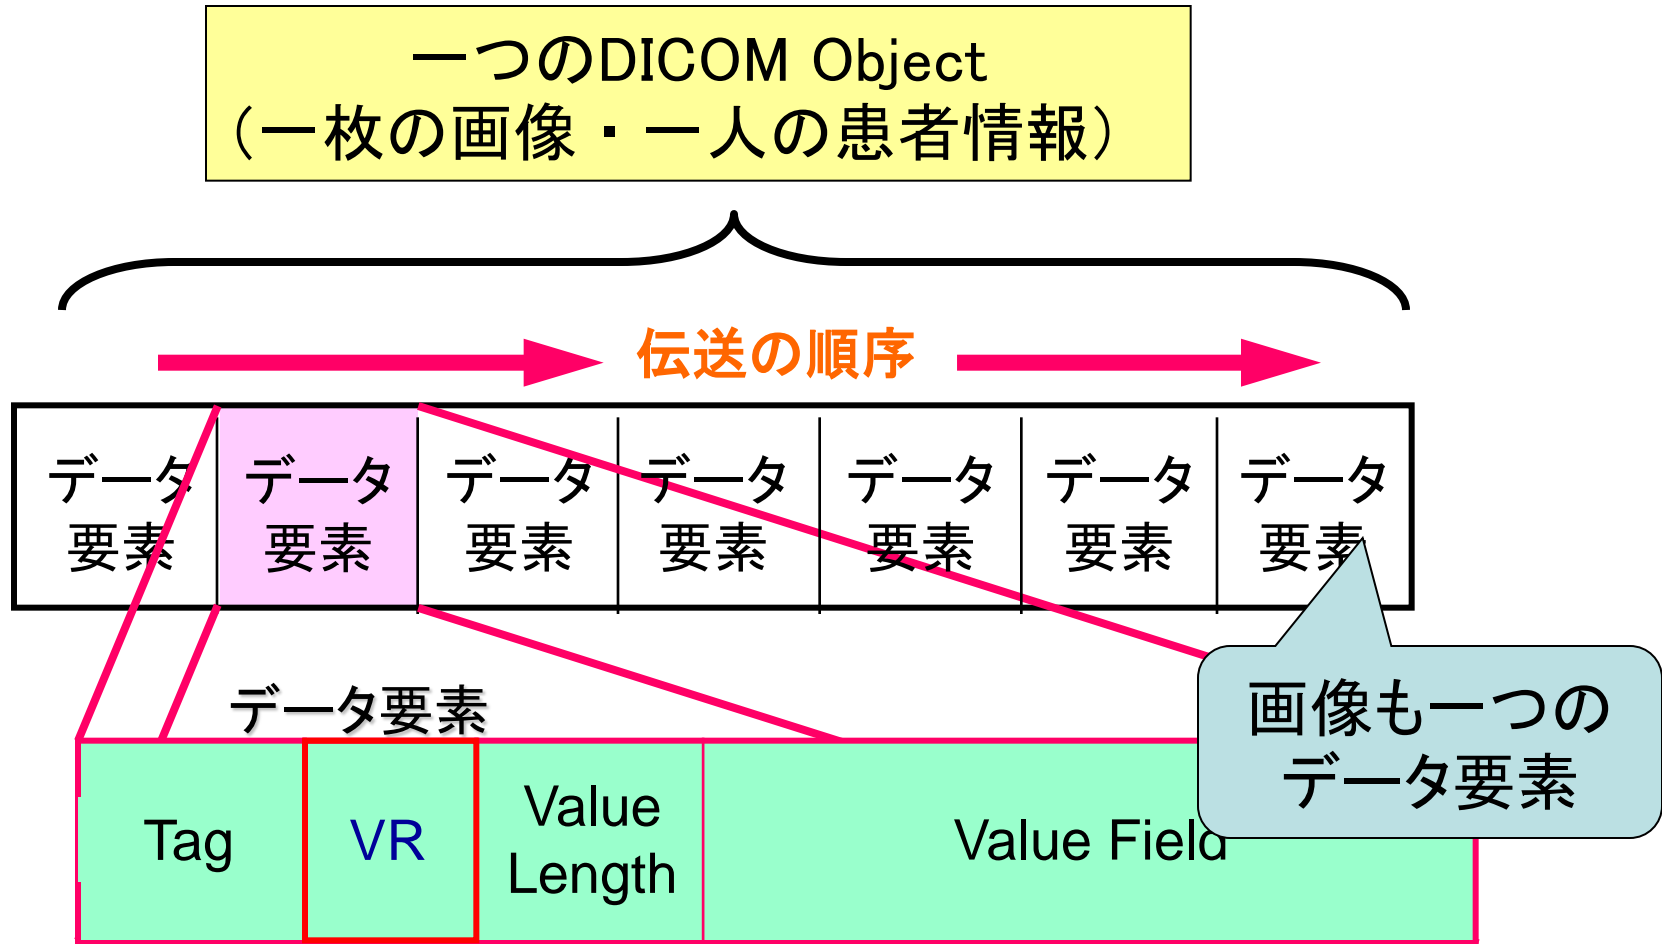 一つのDICOM Object
（一枚の画像・一人の患者情報）
伝送の順序
データ
要素
データ
要素
データ
要素
データ
要素
データ
要素
データ
要素
データ
要素
データ要素
画像も一つの
データ要素
Tag
VR
Value
Length
Value Field